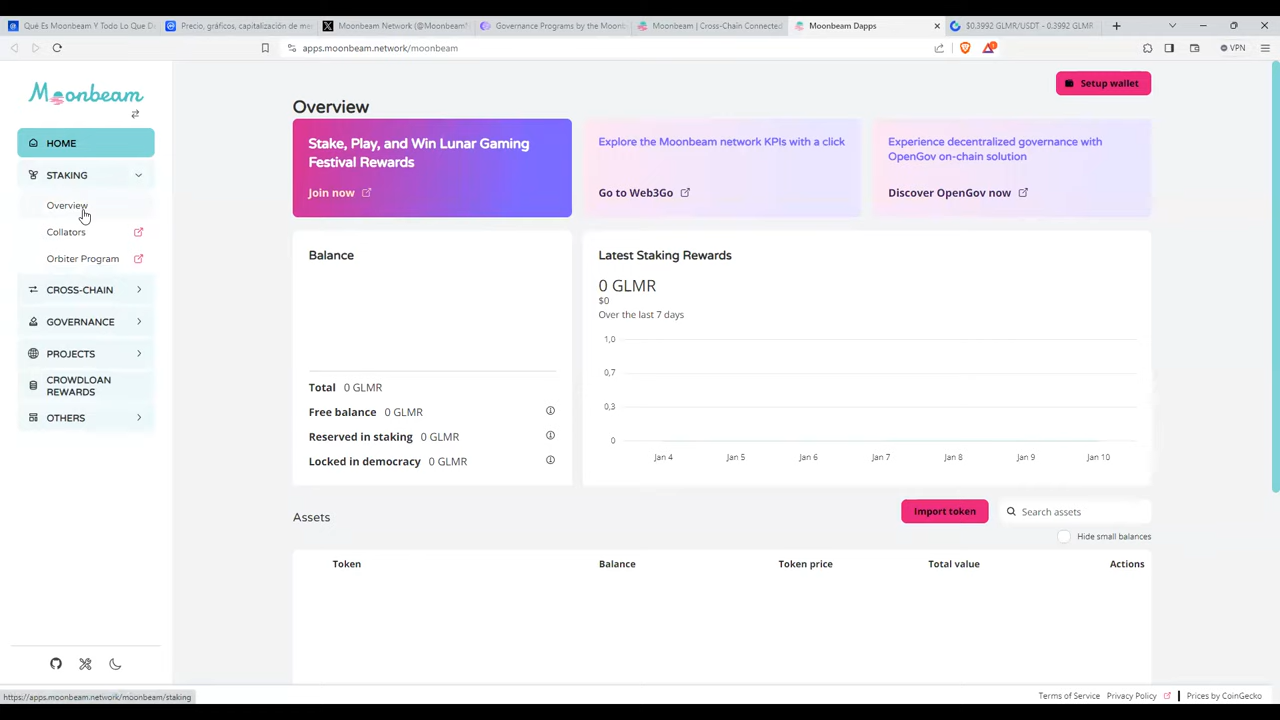 Qué Es Moonbeam Y Todo Lo Que D
Precio, gráficos, capitalización de m
Moonbeam Network (@Moonbeam
Governance Programs by the Moonb
Moonbeam | Cross-Chain Connected
Moonbeam Dapps
$0.3992 GLMR/USDT - 0.3992 GLMR
apps.moonbeam.network/moonbeam
VPN
Moonbeam
HOME
STAKING
Overview
Collators
Orbiter Program
CROSS-CHAIN
GOVERNANCE
PROJECTS
CROWDLOAN
REWARDS
OTHERS
https://apps.moonbeam.network/moonbeam/staking
Setup wallet
Overview
Stake, Play, and Win Lunar Gaming
Festival Rewards
Join now
Explore the Moonbeam network KPIs with a click
Go to Web3Go
Experience decentralized governance with
OpenGov on-chain solution
Discover OpenGov now
Balance
Total 0 GLMR
Free balance 0 GLMR
Reserved in staking 0 GLMR
Locked in democracy 0 GLMR
Latest Staking Rewards
0 GLMR
$0
Over the last 7 days
1,0
0,7
0,3
0
Jan 4 Jan 5 Jan 6 Jan 7 Jan 8 Jan 9 Jan 10
Assets
Import token
Search assets
Hide small balances
Token Balance Token price Total value Actions
Terms of Service Privacy Policy Prices by CoinGecko